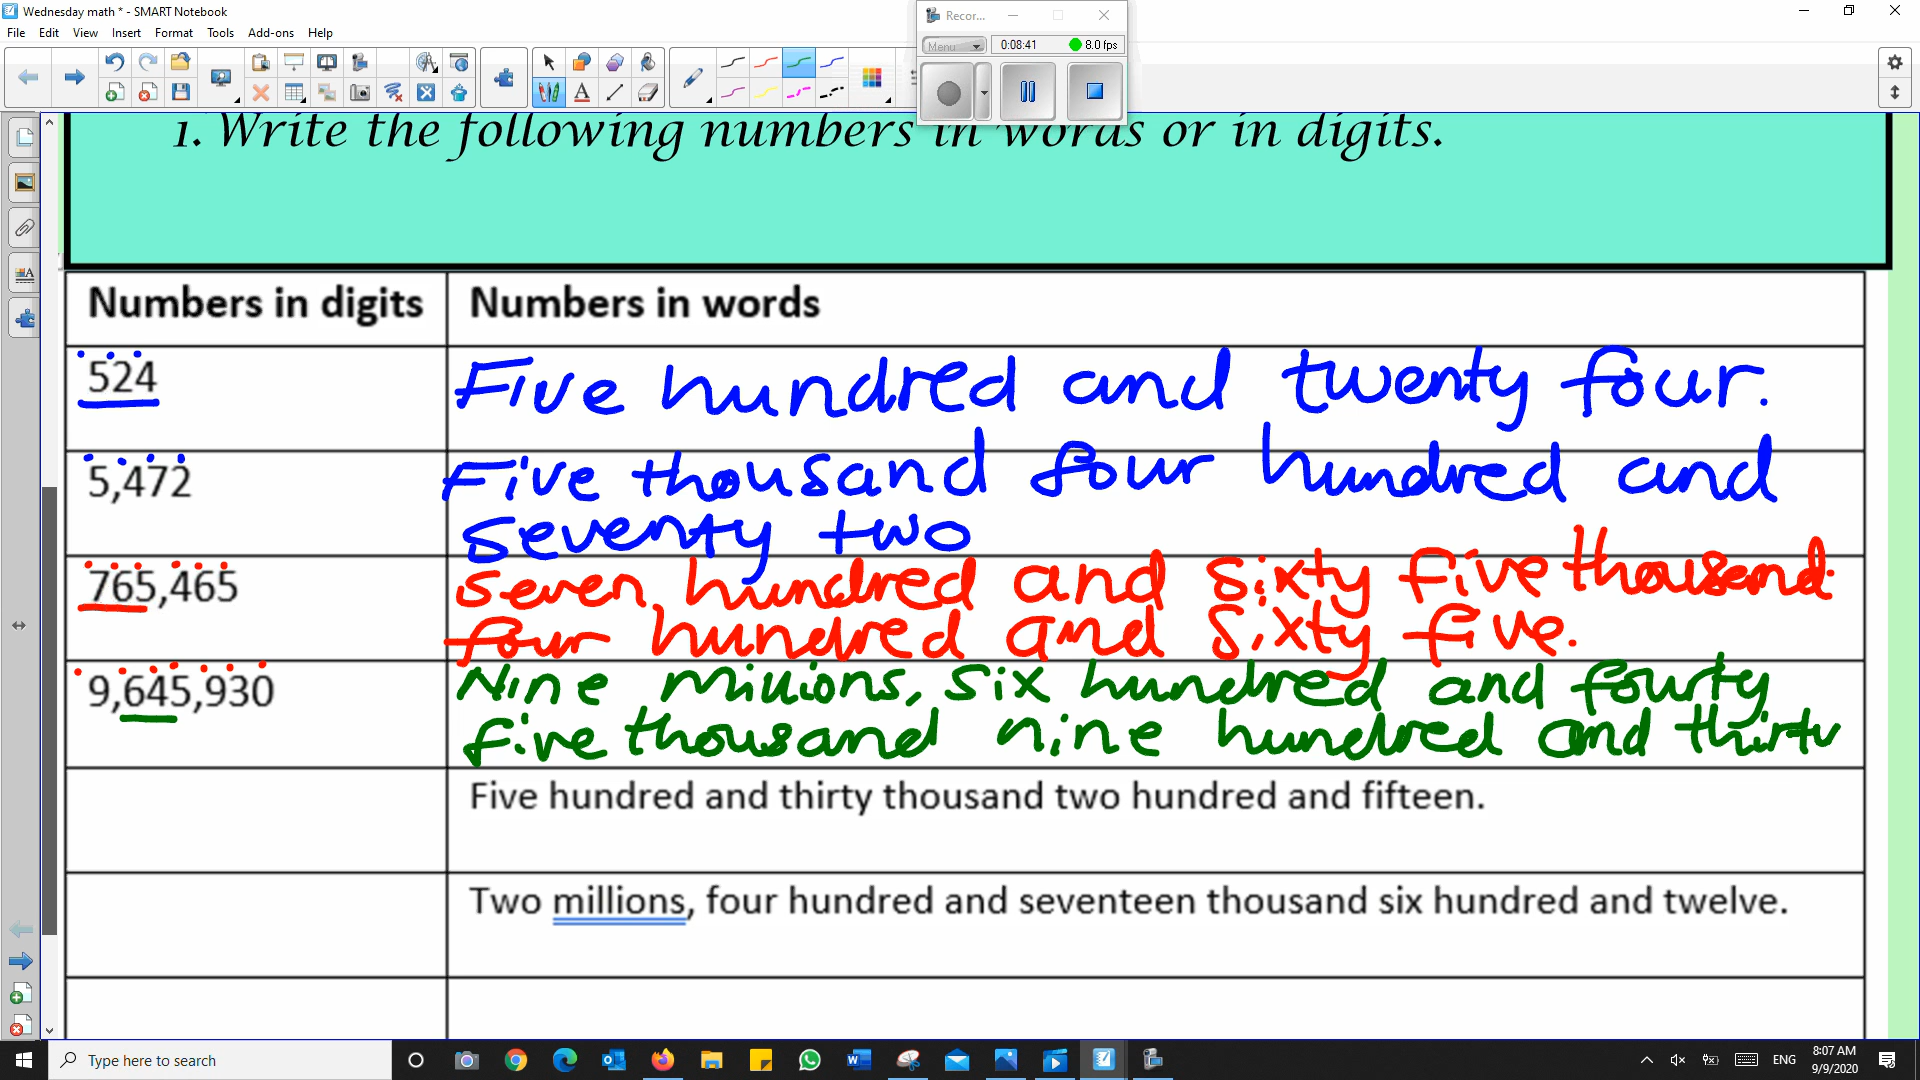 Wednesday math * - SMART Notebook
Recor...
File Edit View Insert Format Tools Add-ons Help
Menu 0:08:41 8.0 fps
1. Write the following numbers in words or in digits.
Numbers in digits Numbers in words
524 Five hundred and twenty four.
5,472 Five thousand four hundred and
seventy two
765,465 seven hundred and sixty five thousand
four hundred and sixty five.
9,645,930 Nine millions, six hundred and fourty
five thousand nine hundred and thirty
Five hundred and thirty thousand two hundred and fifteen.
Two millions, four hundred and seventeen thousand six hundred and twelve.
Type here to search
ENG
8:07 AM
9/9/2020